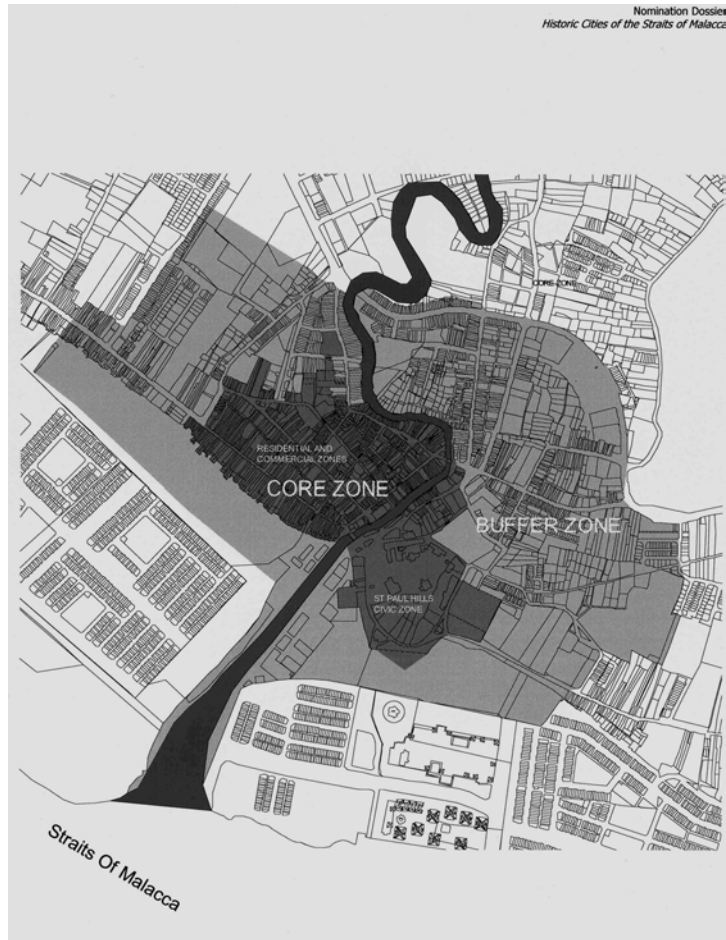 Nomination Dossier
Historic Cities of the Straits of Malacca
CORE ZONE
RESIDENTIAL AND
COMMERCIAL ZONES
CORE ZONE
BUFFER ZONE
ST PAUL HILLS
CIVIC ZONE
Straits Of Malacca